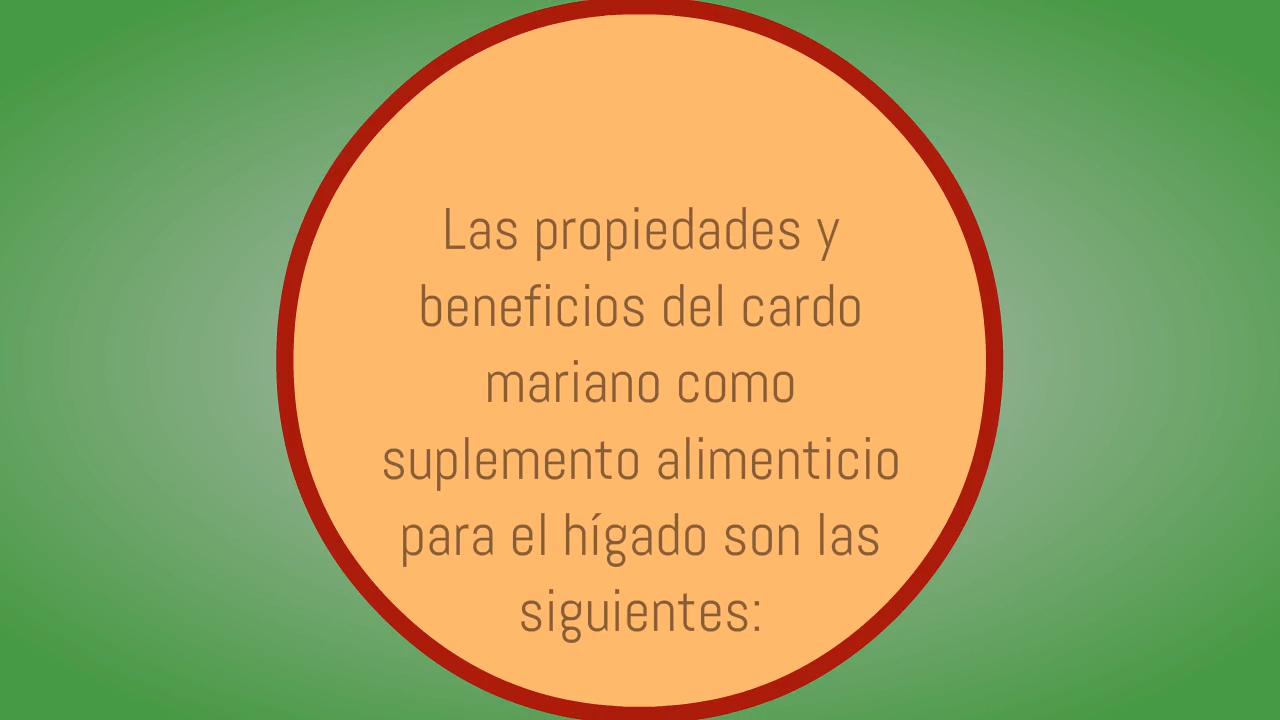 Las propiedades y
beneficios del cardo
mariano como
suplemento alimenticio
para el hígado son las
siguientes: